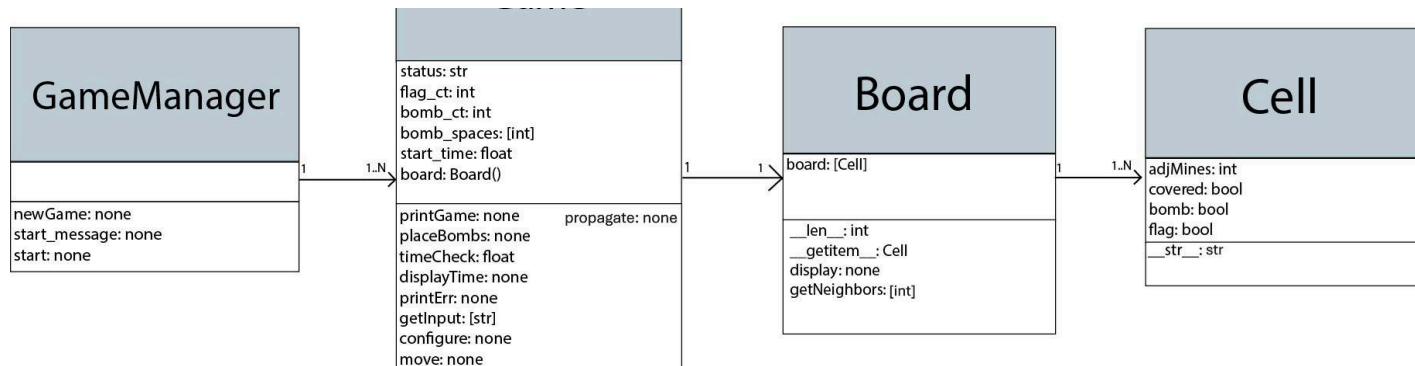 GameManager
1
1..N
newGame: none
start_message: none
start: none
status: str
flag_ct: int
bomb_ct: int
bomb_spaces: [int]
start_time: float
board: Board()
1
1
printGame: none
propagate: none
placeBombs: none
timeCheck: float
displayTime: none
printErr: none
getInput: [str]
configure: none
move: none
Board
board: [Cell]
1
1..N
__len__: int
__getitem__: Cell
display: none
getNeighbors: [int]
Cell
adjMines: int
covered: bool
bomb: bool
flag: bool
__str__: str